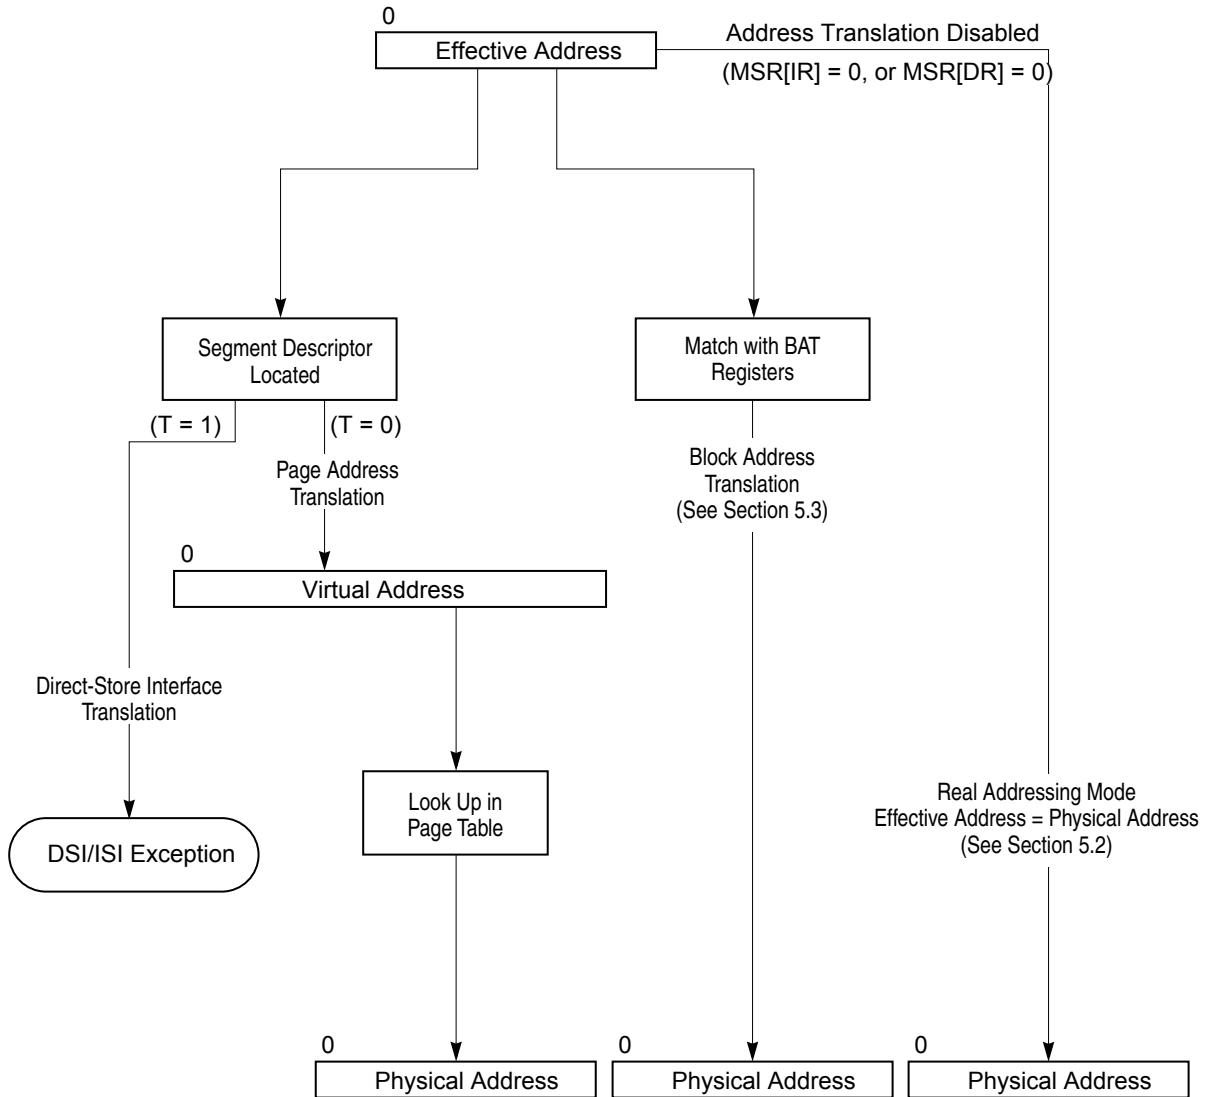 0
Effective Address
Address Translation Disabled
(MSR[IR] = 0, or MSR[DR] = 0)
Segment Descriptor
Located
Match with BAT
Registers
(T = 1)
(T = 0)
Page Address
Translation
Block Address
Translation
(See Section 5.3)
0
Virtual Address
Direct-Store Interface
Translation
Look Up in
Page Table
DSI/ISI Exception
Real Addressing Mode
Effective Address = Physical Address
(See Section 5.2)
0
Physical Address
0
Physical Address
0
Physical Address